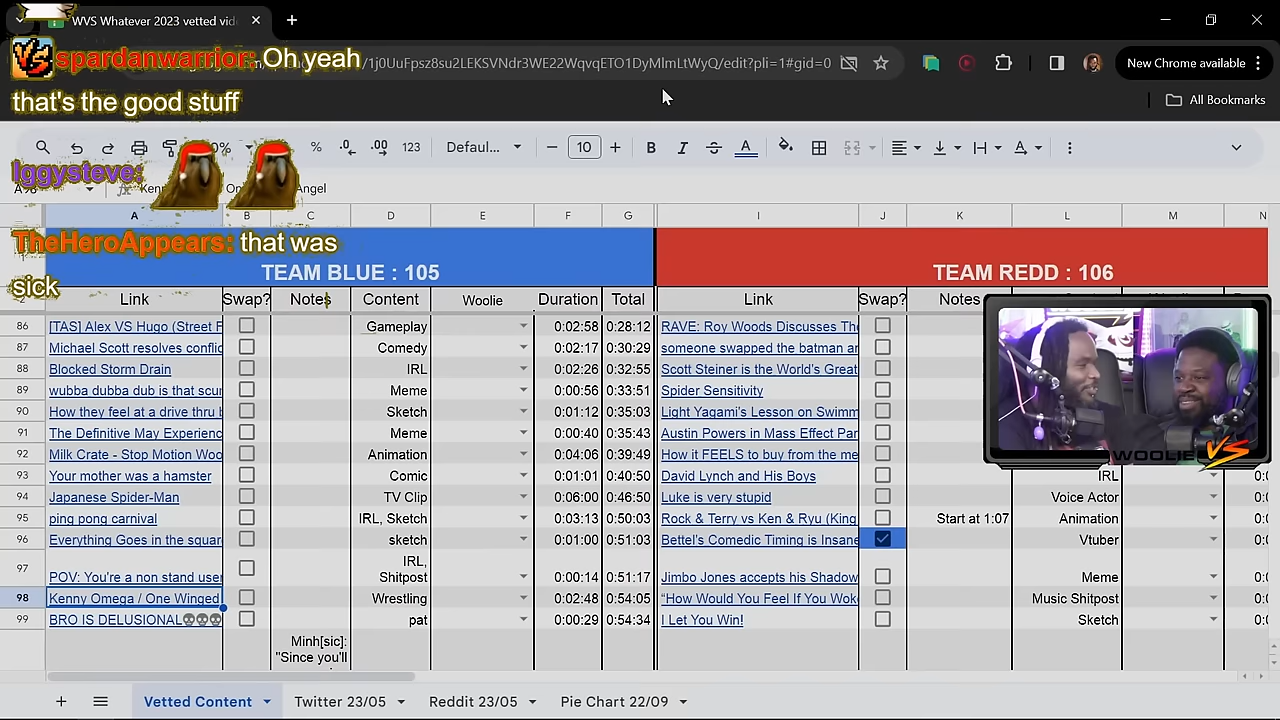 WVS Whatever 2023 vetted vid
spardanwarrior: Oh yeah
that's the good stuff
/1j0UuFpsz8su2LEKSVNdr3WE22WqvqETO1DyMlmLtWyQ/edit?pli=1#gid=0
New Chrome available
All Bookmarks
% .0 .00 123 Defaul... 10
Iggysteve:
TheHeroAppears: that was
sick
A B C D E F G I J K L M N
TEAM BLUE : 105 TEAM REDD : 106
Link Swap? Notes Content Woolie Duration Total Link Swap? Notes
86 [TAS] Alex VS Hugo (Street F Gameplay 0:02:58 0:28:12 RAVE: Roy Woods Discusses The
87 Michael Scott resolves conflic Comedy 0:02:17 0:30:29 someone swapped the batman ar
88 Blocked Storm Drain IRL 0:02:26 0:32:55 Scott Steiner is the World's Great
89 wubba dubba dub is that scur Meme 0:00:56 0:33:51 Spider Sensitivity
90 How they feel at a drive thru b Sketch 0:01:12 0:35:03 Light Yagami's Lesson on Swimm
91 The Definitive May Experienc Meme 0:00:40 0:35:43 Austin Powers in Mass Effect Par
92 Milk Crate - Stop Motion Woo Animation 0:04:06 0:39:49 How it FEELS to buy from the me
WOOLIE VS
93 Your mother was a hamster Comic 0:01:01 0:40:50 David Lynch and His Boys IRL 0:
94 Japanese Spider-Man TV Clip 0:06:00 0:46:50 Luke is very stupid Voice Actor 0:
95 ping pong carnival IRL, Sketch 0:03:13 0:50:03 Rock & Terry vs Ken & Ryu (King Start at 1:07 Animation 0:
96 Everything Goes in the squar sketch 0:01:00 0:51:03 Bettel's Comedic Timing is Insane Vtuber 0:
97 POV: You're a non stand user IRL, Shitpost 0:00:14 0:51:17 Jimbo Jones accepts his Shadow Meme 0:
98 Kenny Omega / One Winged Wrestling 0:02:48 0:54:05 "How Would You Feel If You Wok Music Shitpost 0:
99 BRO IS DELUSIONAL💀💀💀 pat 0:00:29 0:54:34 I Let You Win! Sketch 0:
Minh[sic]:
"Since you'll
Vetted Content Twitter 23/05 Reddit 23/05 Pie Chart 22/09